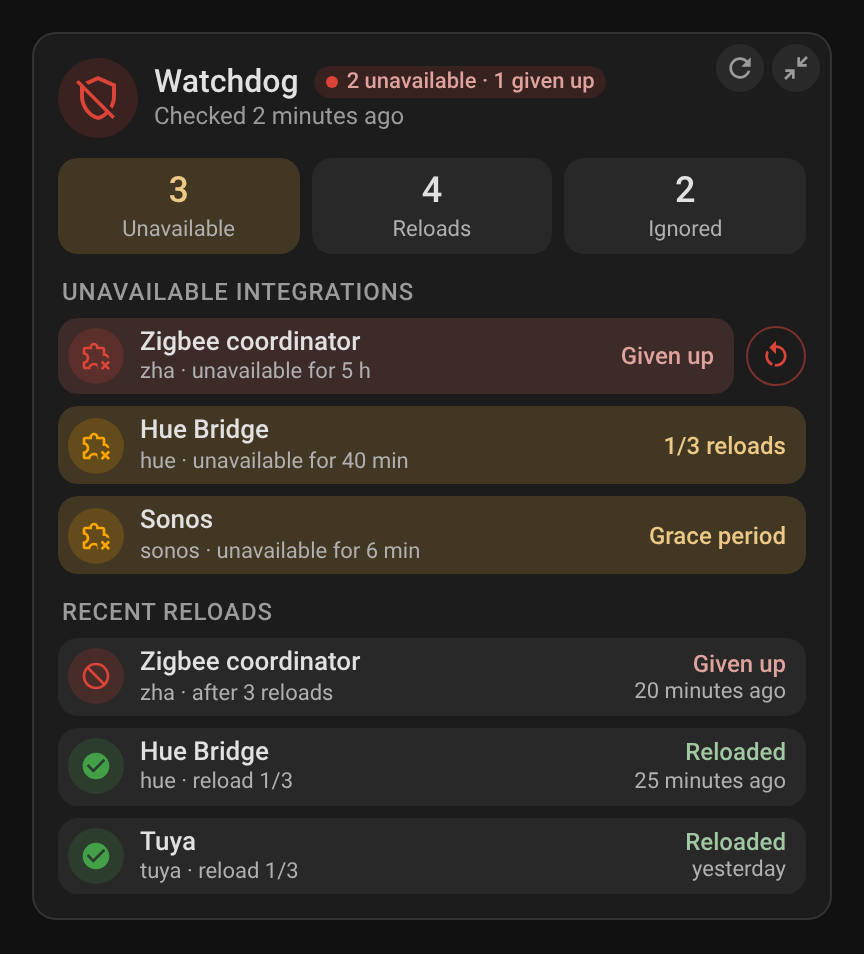 Watchdog
2 unavailable · 1 given up
Checked 2 minutes ago
3
Unavailable
4
Reloads
2
Ignored
UNAVAILABLE INTEGRATIONS
Zigbee coordinator
zha · unavailable for 5 h
Given up
Hue Bridge
hue · unavailable for 40 min
1/3 reloads
Sonos
sonos · unavailable for 6 min
Grace period
RECENT RELOADS
Zigbee coordinator
zha · after 3 reloads
Given up
20 minutes ago
Hue Bridge
hue · reload 1/3
Reloaded
25 minutes ago
Tuya
tuya · reload 1/3
Reloaded
yesterday